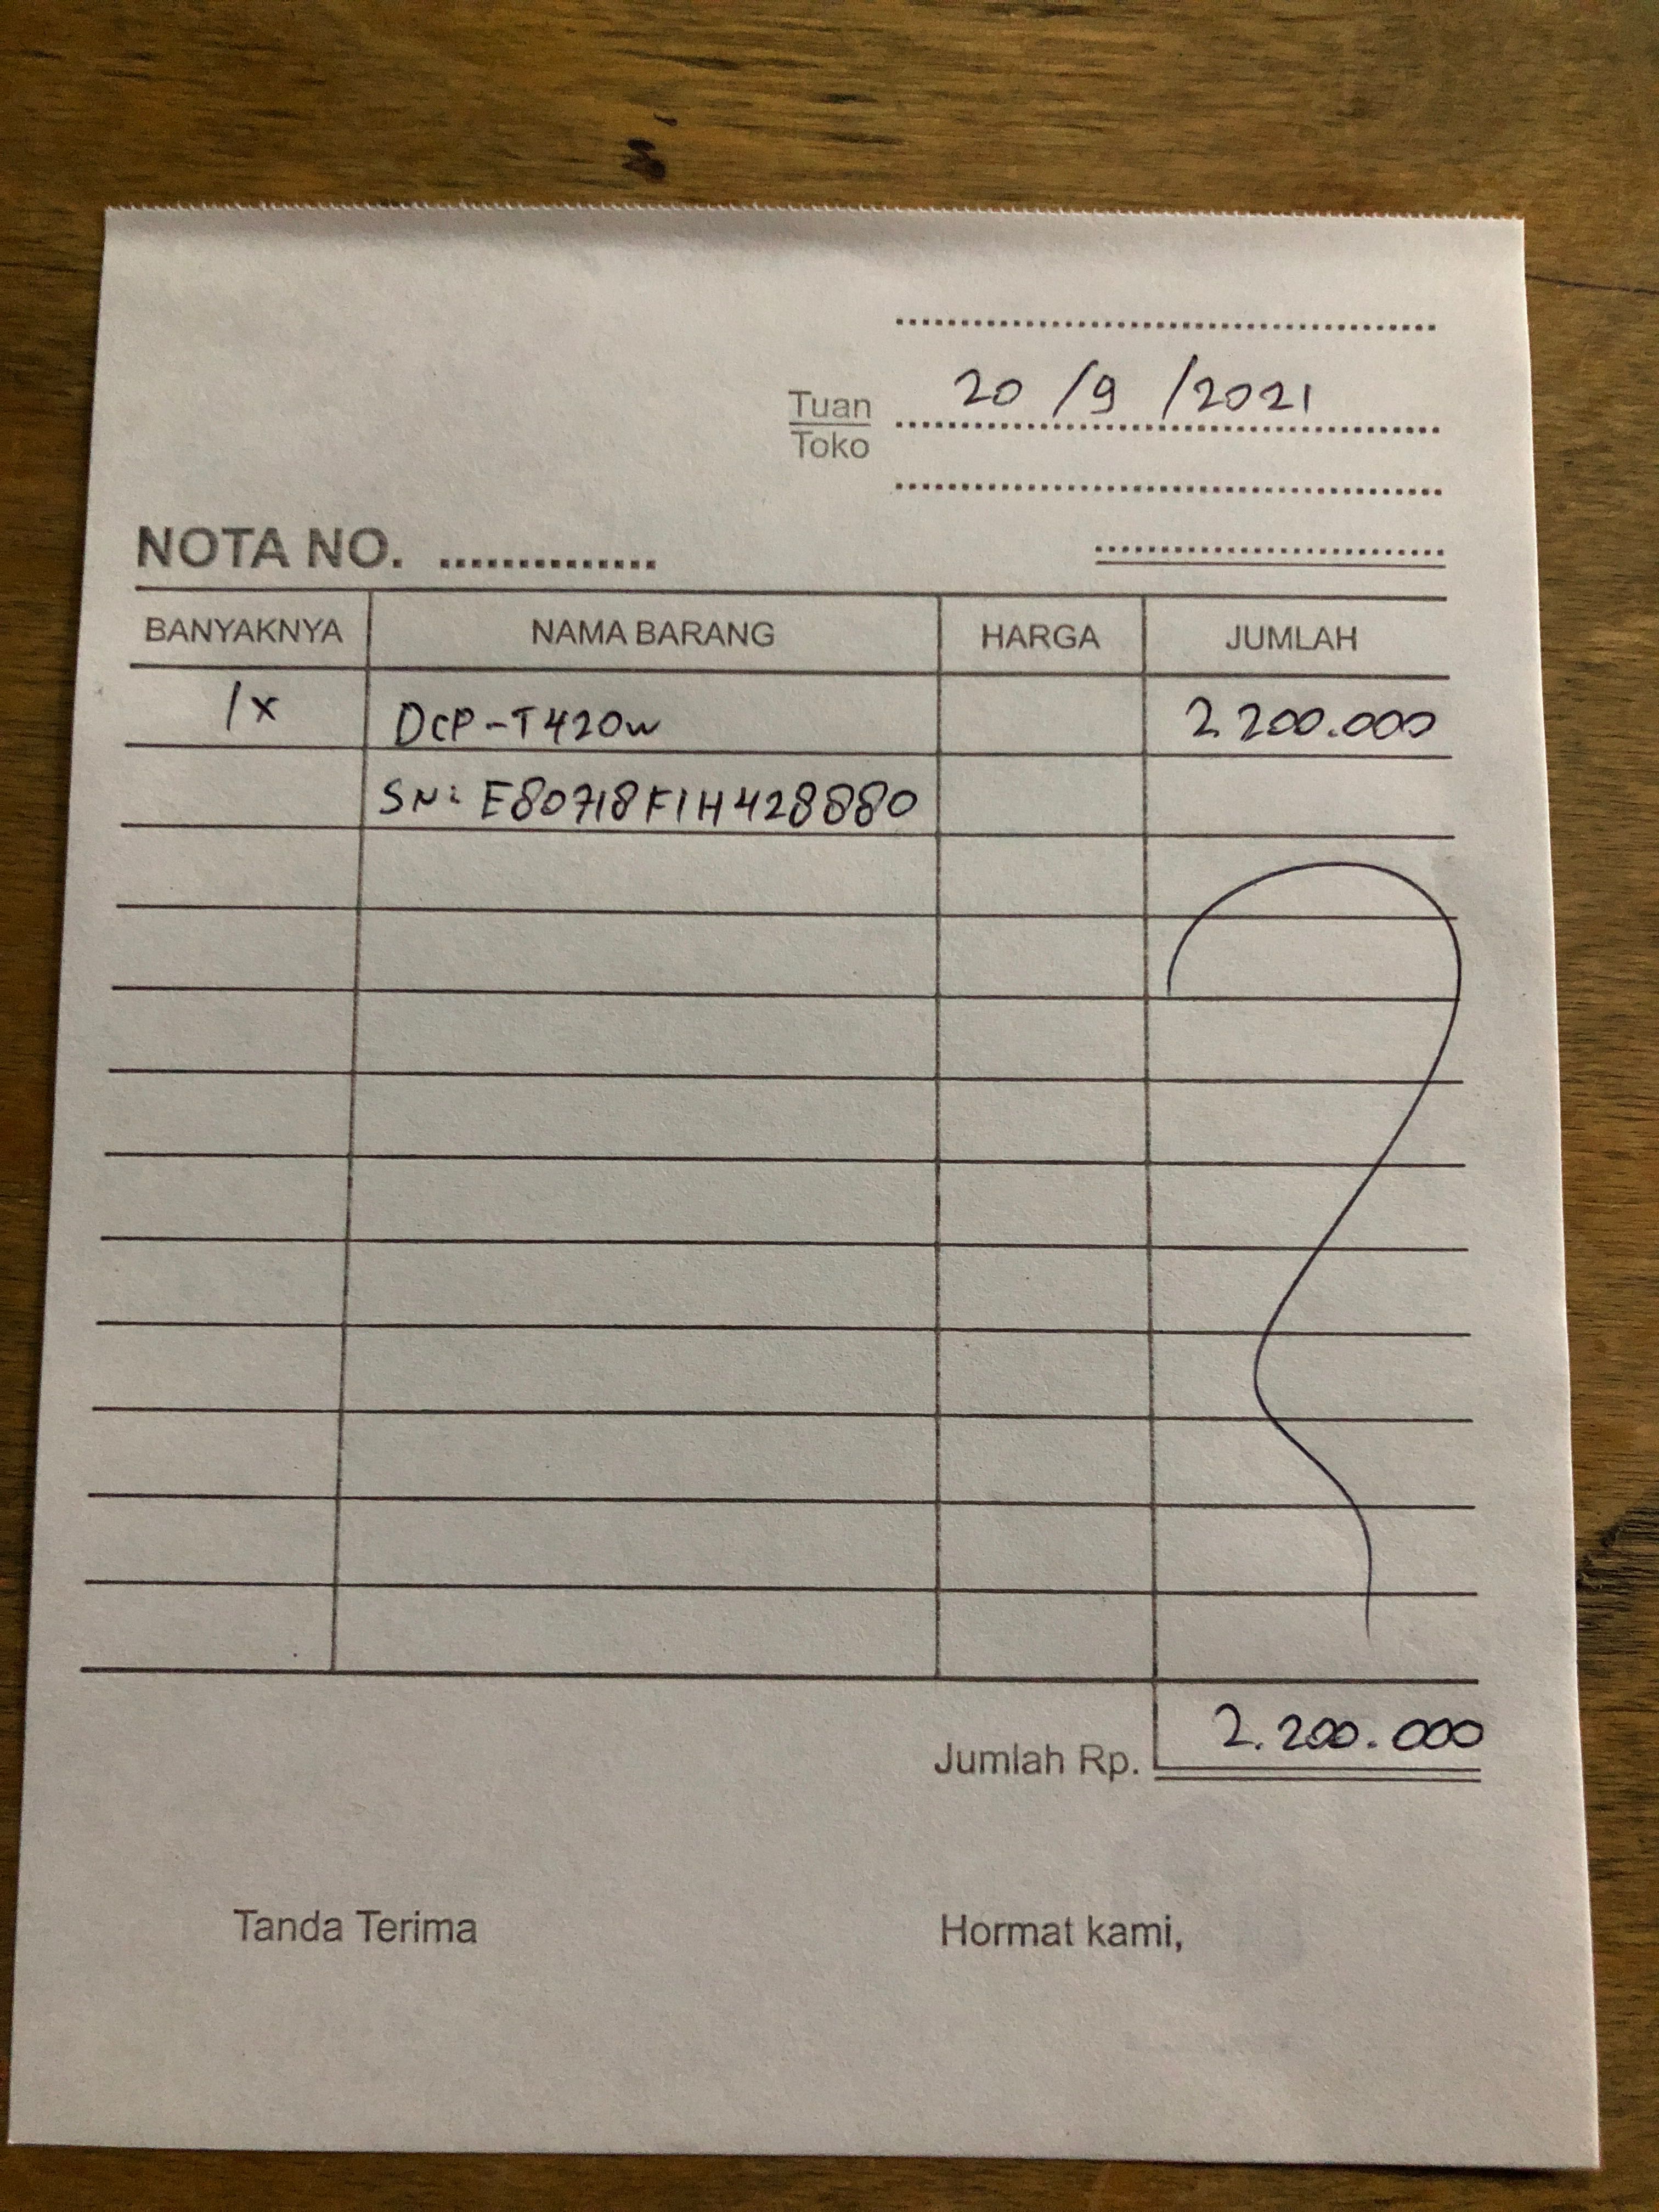 20 /9 /2021
Tuan
Toko
NOTA NO. ..............
BANYAKNYA NAMA BARANG HARGA JUMLAH
1x DCP-T420w 2.200.000
SN: E80718F1H428880
Jumlah Rp. 2.200.000
Tanda Terima Hormat kami,